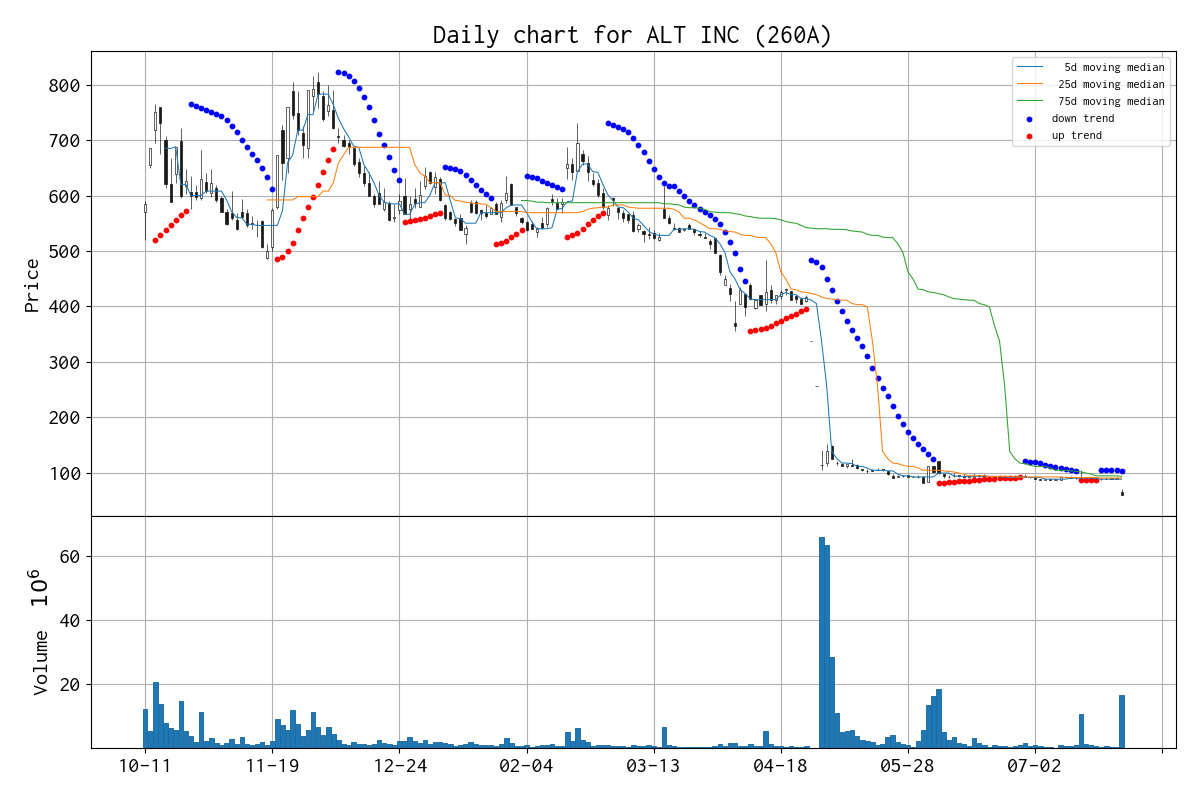 Daily chart for ALT INC (260A)
5d moving median
25d moving median
75d moving median
down trend
up trend
Price
800
700
600
500
400
300
200
100
Volume 10⁶
60
40
20
10-11 11-19 12-24 02-04 03-13 04-18 05-28 07-02